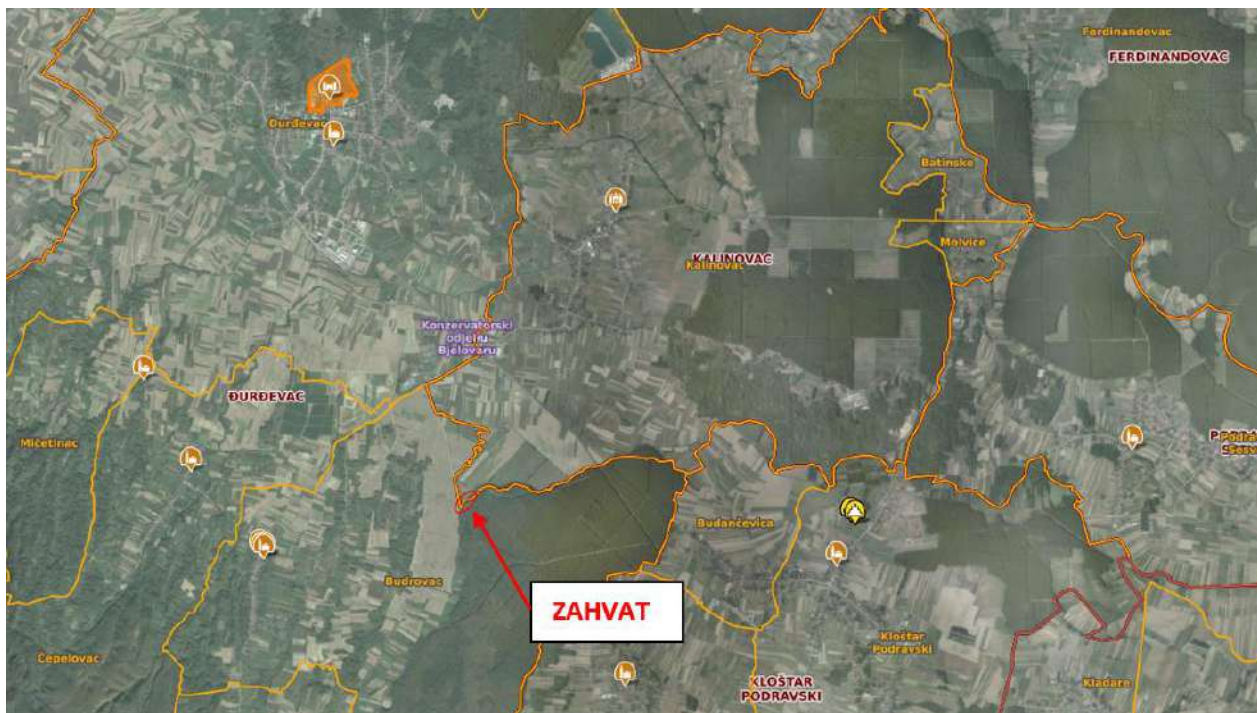 Ferdinandovac
FERDINANDOVAC
Đurđevac
Batinske
Molvice
KALINOVAC
Kalinovac
Konzervatorski
odjel u
Bjelovaru
ĐURĐEVAC
Mičetinac
Budančevica
Budrovac
ZAHVAT
Čepelovac
Kloštar
Podravski
KLOŠTAR
PODRAVSKI
Kladare